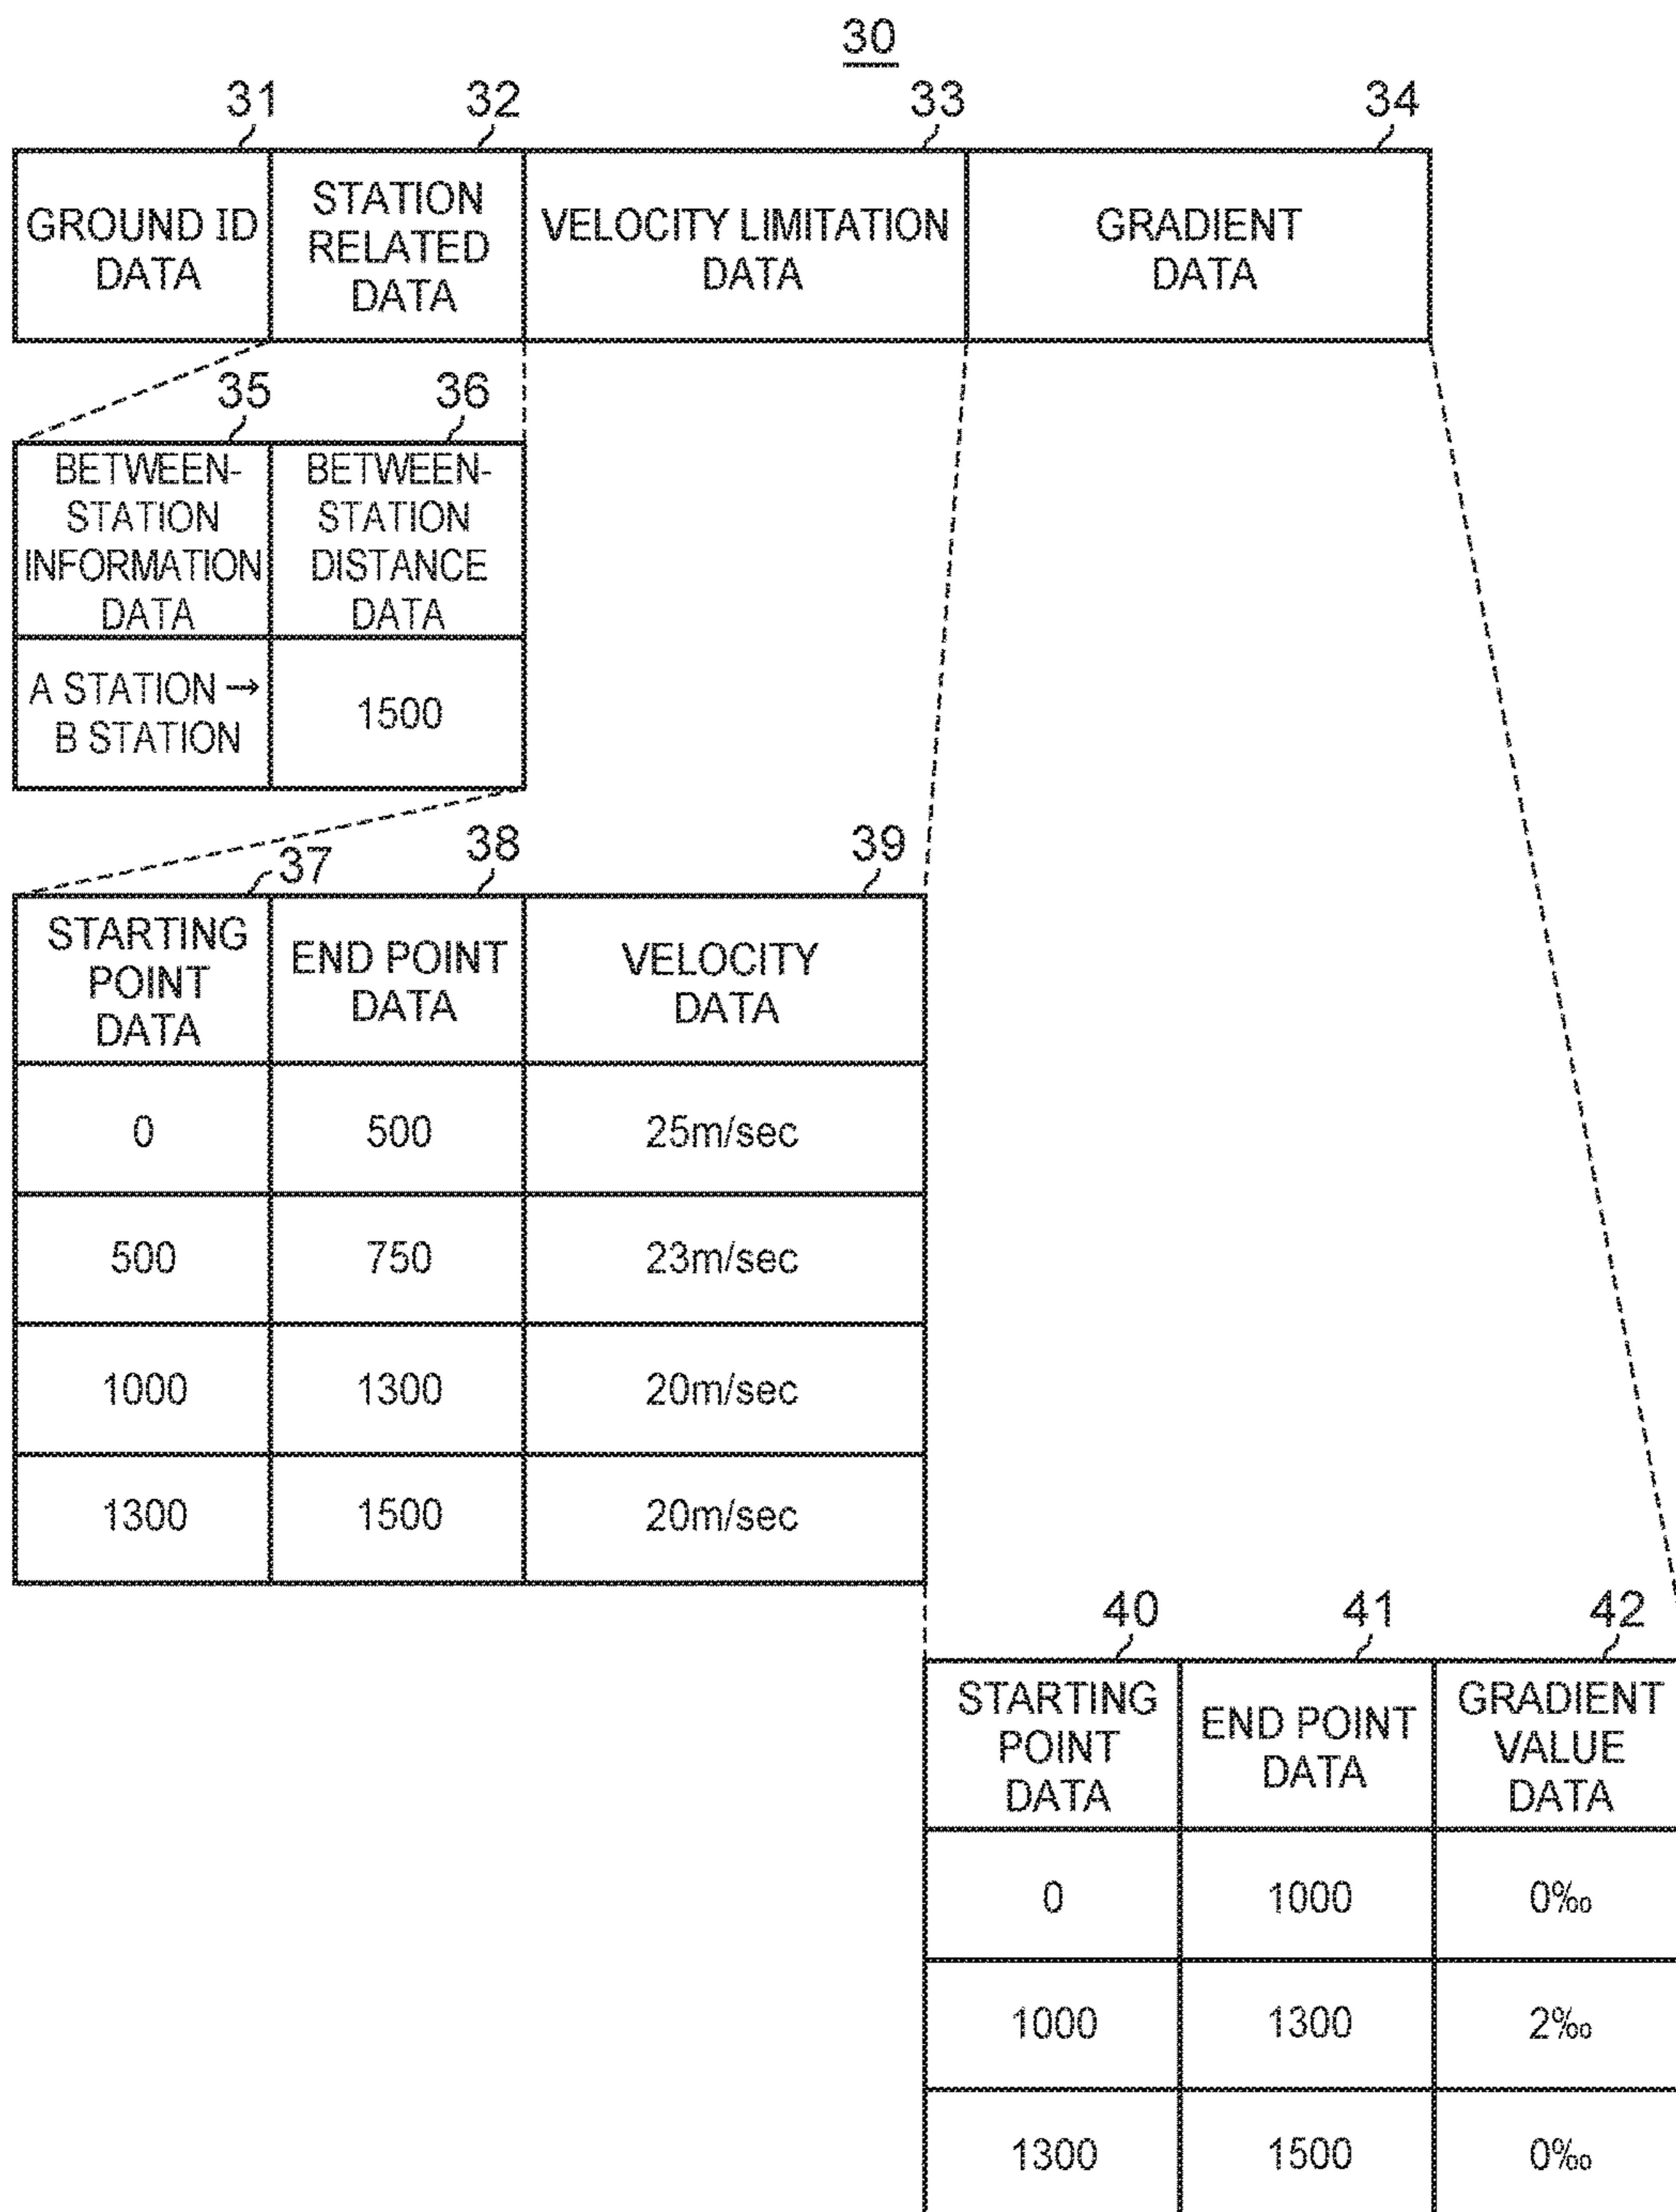 30
31
32
33
34
GROUND ID
DATA
STATION
RELATED
DATA
VELOCITY LIMITATION
DATA
GRADIENT
DATA
35
36
BETWEEN-
STATION
INFORMATION
DATA
BETWEEN-
STATION
DISTANCE
DATA
A STATION →
B STATION
1500
37
38
39
STARTING
POINT
DATA
END POINT
DATA
VELOCITY
DATA
0
500
25m/sec
500
750
23m/sec
1000
1300
20m/sec
1300
1500
20m/sec
40
41
42
STARTING
POINT
DATA
END POINT
DATA
GRADIENT
VALUE
DATA
0
1000
0‰
1000
1300
2‰
1300
1500
0‰